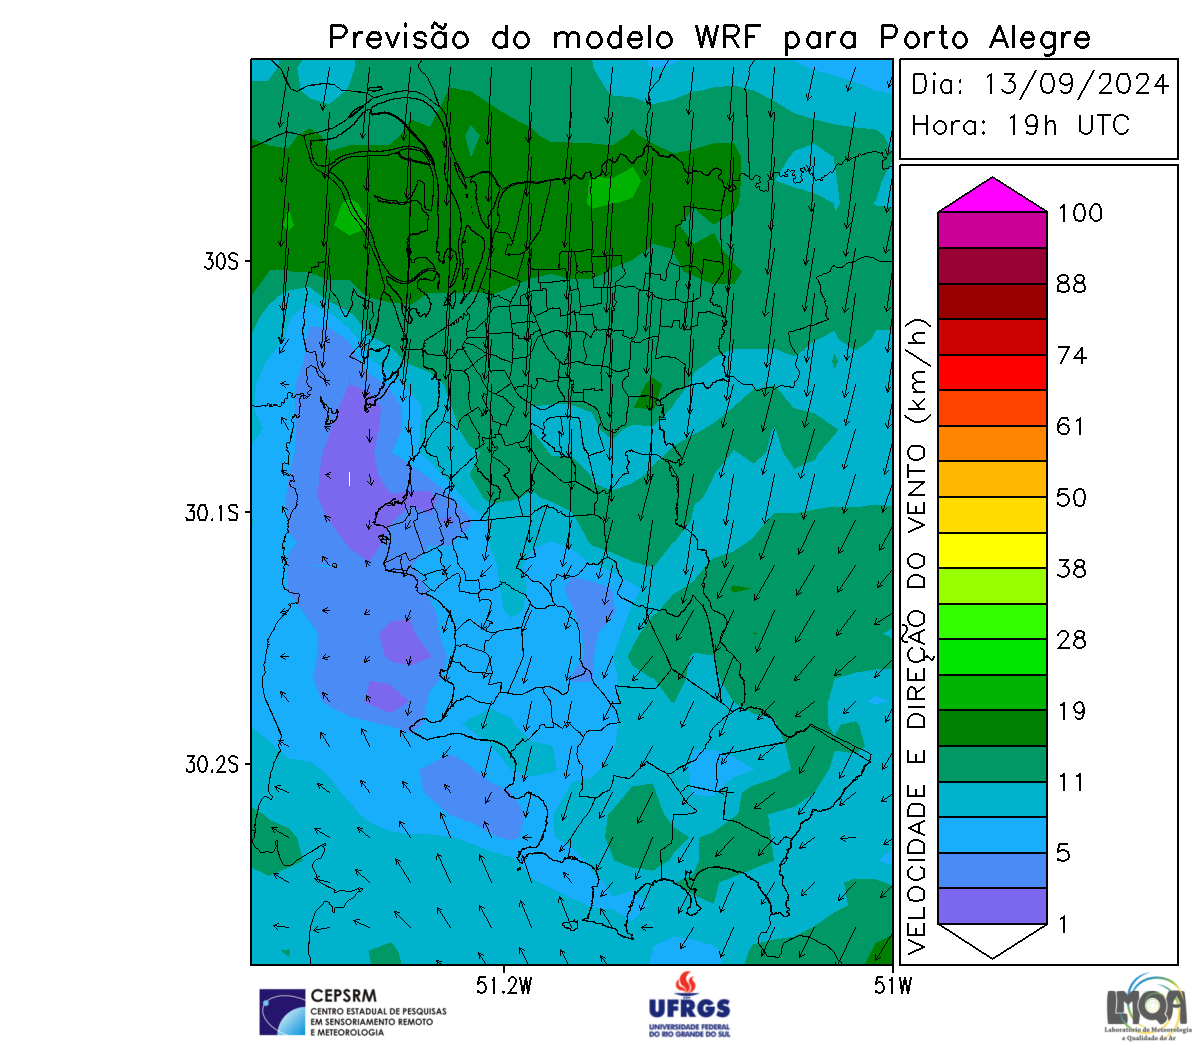 Previsão do modelo WRF para Porto Alegre
Dia: 13/09/2024
Hora: 19h UTC
30S
30.1S
30.2S
51.2W
51W
VELOCIDADE E DIREÇÃO DO VENTO (km/h)
100
88
74
61
50
38
28
19
11
5
1
CEPSRM
CENTRO ESTADUAL DE PESQUISAS
EM SENSORIAMENTO REMOTO
E METEOROLOGIA
UFRGS
UNIVERSIDADE FEDERAL
DO RIO GRANDE DO SUL
LMQA
Laboratório de Meteorologia
e Qualidade do Ar